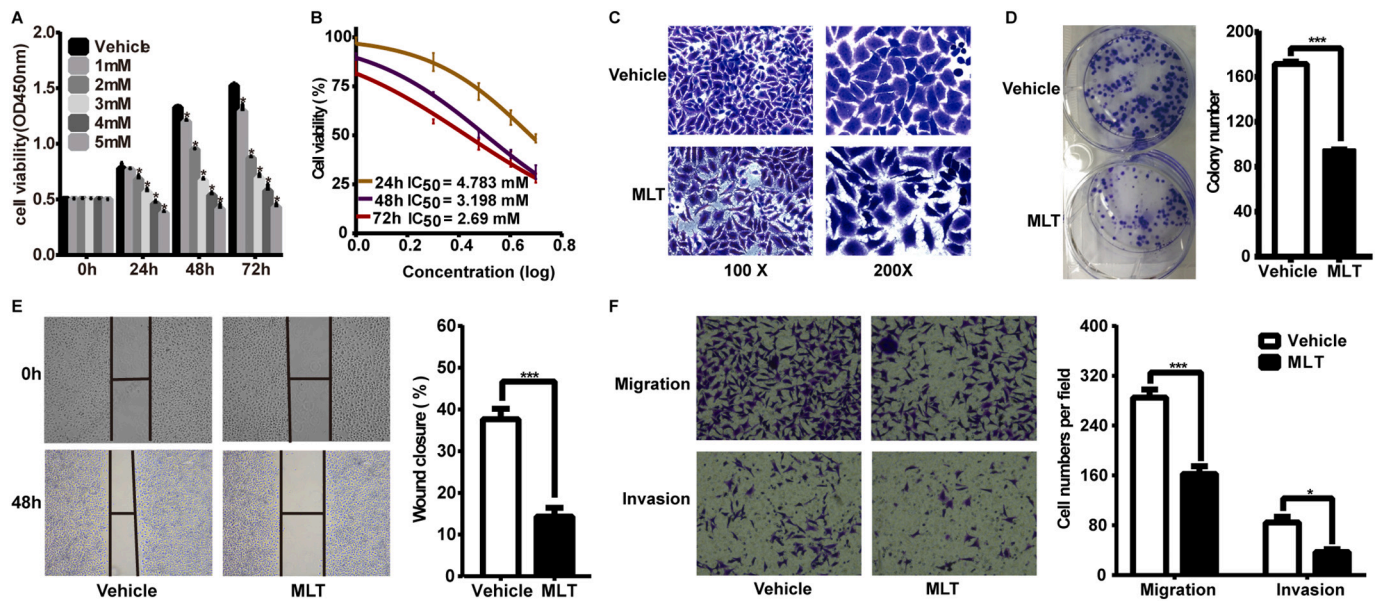 A
cell viability(OD450nm)
2.0
1.5
1.0
0.5
0.0
Vehicle
1mM
2mM
3mM
4mM
5mM
* * * * * * * * * * * * * *
0h 24h 48h 72h
B
Cell viability (%)
100
75
50
25
0
24h IC50 = 4.783 mM
48h IC50 = 3.198 mM
72h IC50 = 2.69 mM
0.0 0.2 0.4 0.6 0.8
Concentration (log)
C
Vehicle
MLT
100 X 200X
D
Vehicle
MLT
Colony number
200
160
120
80
40
0
***
Vehicle MLT
E
0h
48h
Vehicle MLT
Wound closure (%)
60
50
40
30
20
10
0
***
Vehicle MLT
F
Migration
Invasion
Vehicle MLT
Cell numbers per field
400
320
240
160
80
0
Vehicle
MLT
***
*
Migration Invasion